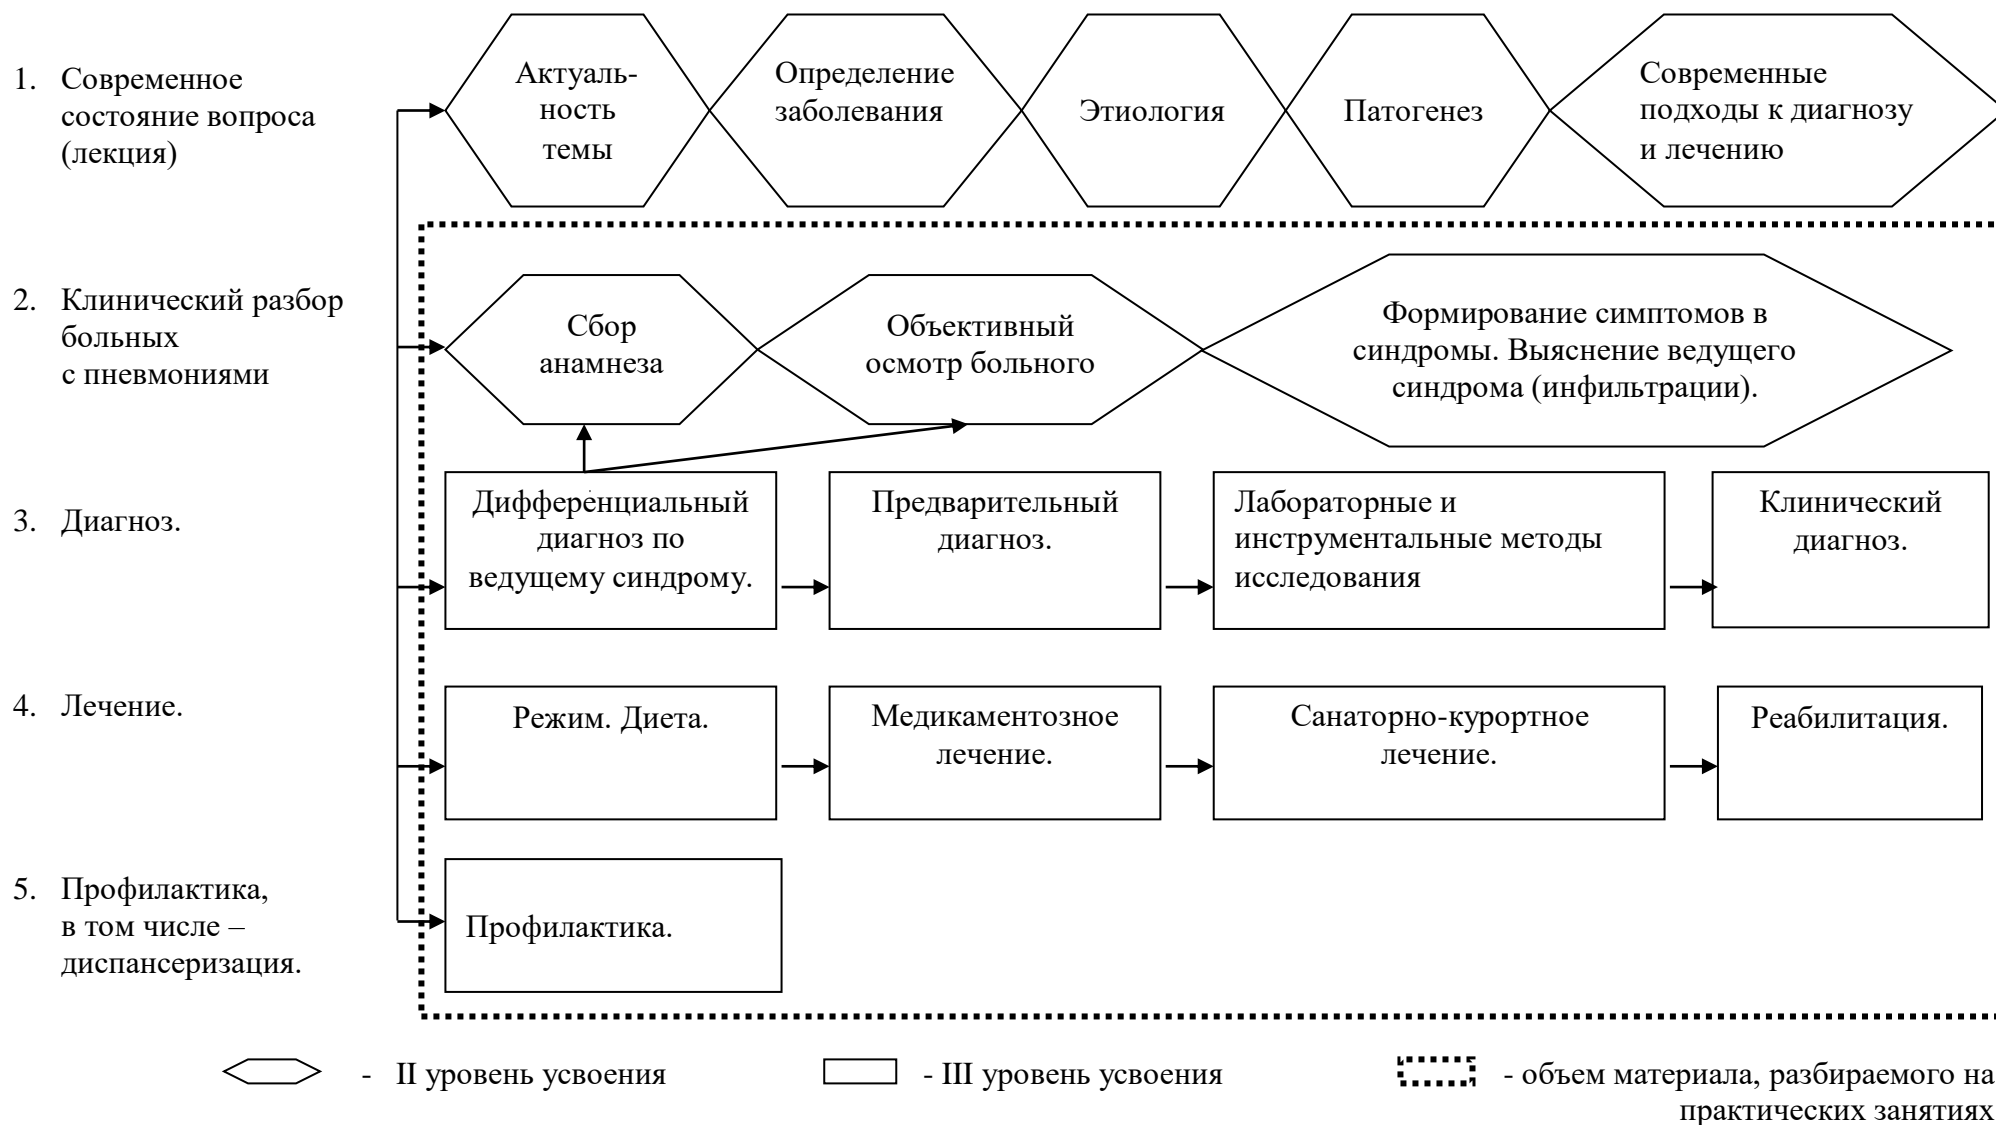 1. Современное
состояние вопроса
(лекция)
Актуаль-
ность
темы
Определение
заболевания
Этиология
Патогенез
Современные
подходы к диагнозу
и лечению
2. Клинический разбор
больных
с пневмониями
Сбор
анамнеза
Объективный
осмотр больного
Формирование симптомов в
синдромы. Выяснение ведущего
синдрома (инфильтрации).
3. Диагноз.
Дифференциальный
диагноз по
ведущему синдрому.
Предварительный
диагноз.
Лабораторные и
инструментальные методы
исследования
Клинический
диагноз.
4. Лечение.
Режим. Диета.
Медикаментозное
лечение.
Санаторно-курортное
лечение.
Реабилитация.
5. Профилактика,
в том числе –
диспансеризация.
Профилактика.
- II уровень усвоения
- III уровень усвоения
- объем материала, разбираемого на
практических занятиях